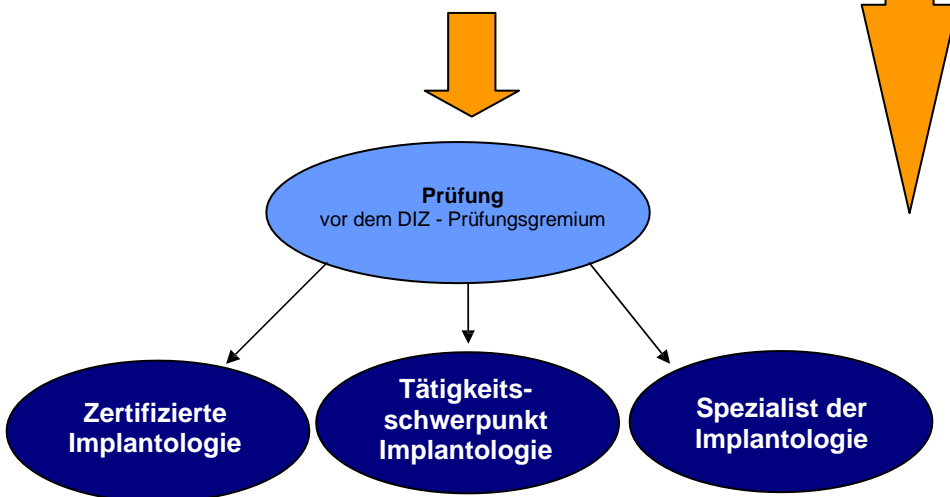 Prüfung
vor dem DIZ - Prüfungsgremium
Zertifizierte
Implantologie
Tätigkeits-
schwerpunkt
Implantologie
Spezialist der
Implantologie